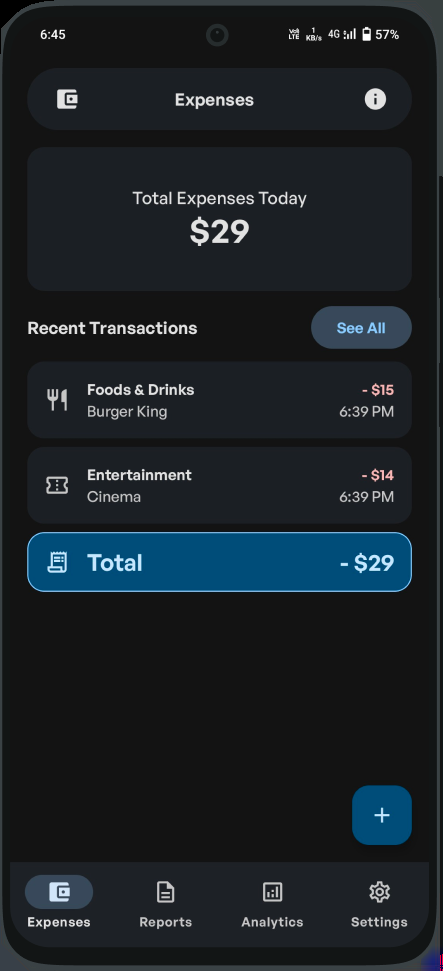 6:45
Vo)) LTE 1 KB/s 4G 57%
Expenses
Total Expenses Today
$29
Recent Transactions See All
Foods & Drinks - $15
Burger King 6:39 PM
Entertainment - $14
Cinema 6:39 PM
Total - $29
+
Expenses Reports Analytics Settings